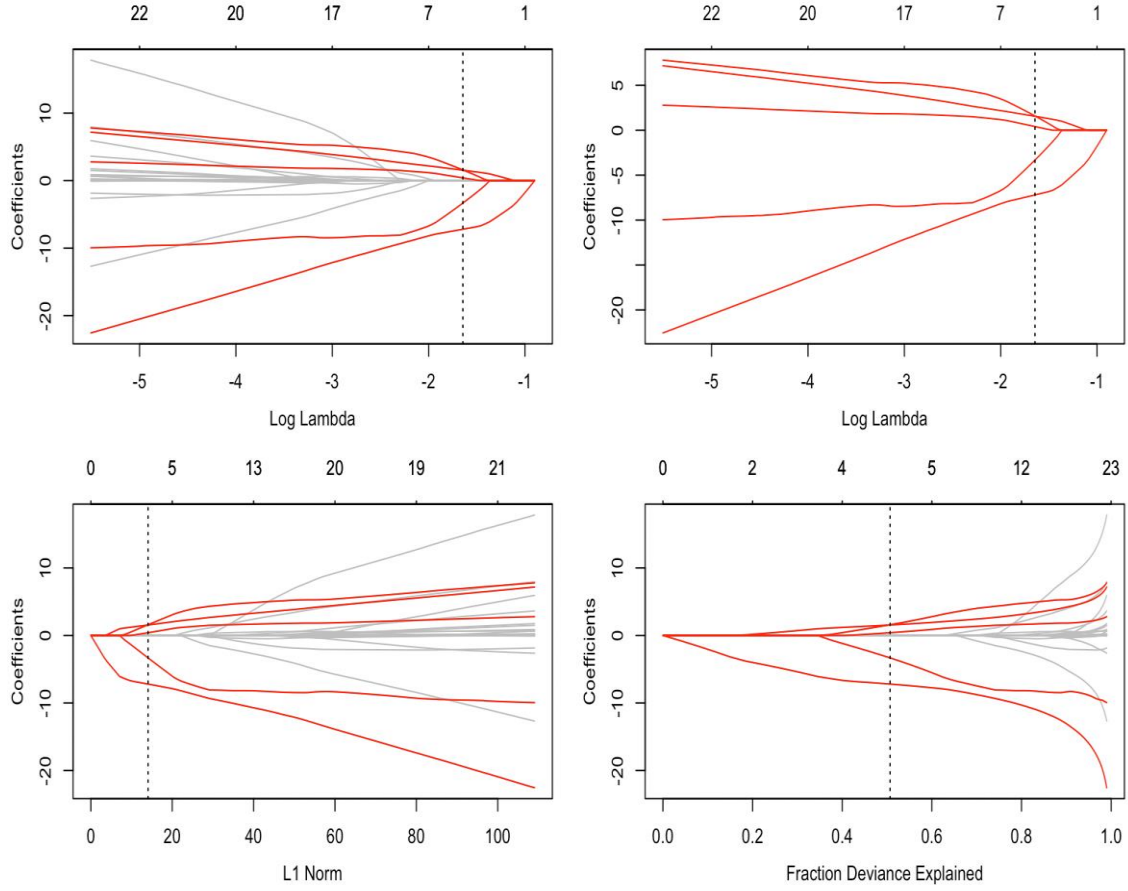 22 20 17 7 1
Coefficients
10
0
-10
-20
-5 -4 -3 -2 -1
Log Lambda
22 20 17 7 1
Coefficients
5
0
-5
-10
-20
-5 -4 -3 -2 -1
Log Lambda
0 5 13 20 19 21
Coefficients
10
0
-10
-20
0 20 40 60 80 100
L1 Norm
0 2 4 5 12 23
Coefficients
10
0
-10
-20
0.0 0.2 0.4 0.6 0.8 1.0
Fraction Deviance Explained